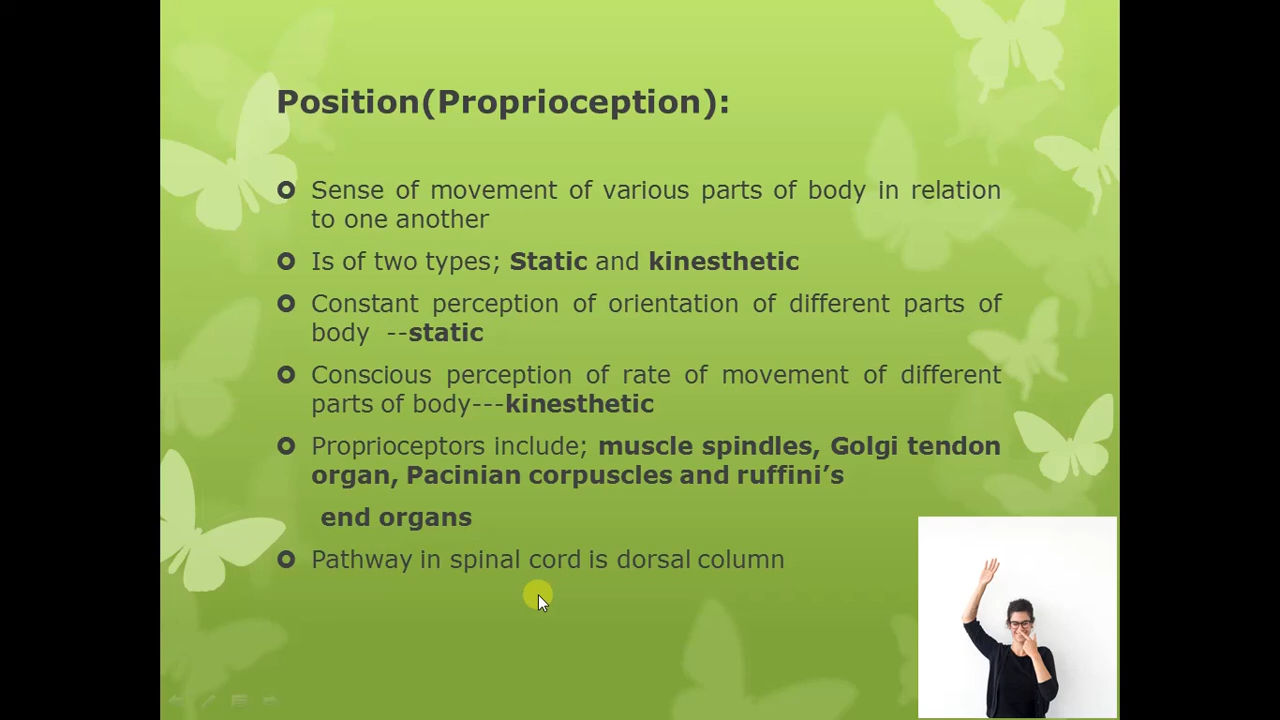 Position(Proprioception):
Sense of movement of various parts of body in relation
to one another
Is of two types; Static and kinesthetic
Constant perception of orientation of different parts of
body --static
Conscious perception of rate of movement of different
parts of body---kinesthetic
Proprioceptors include; muscle spindles, Golgi tendon
organ, Pacinian corpuscles and ruffini’s
end organs
Pathway in spinal cord is dorsal column